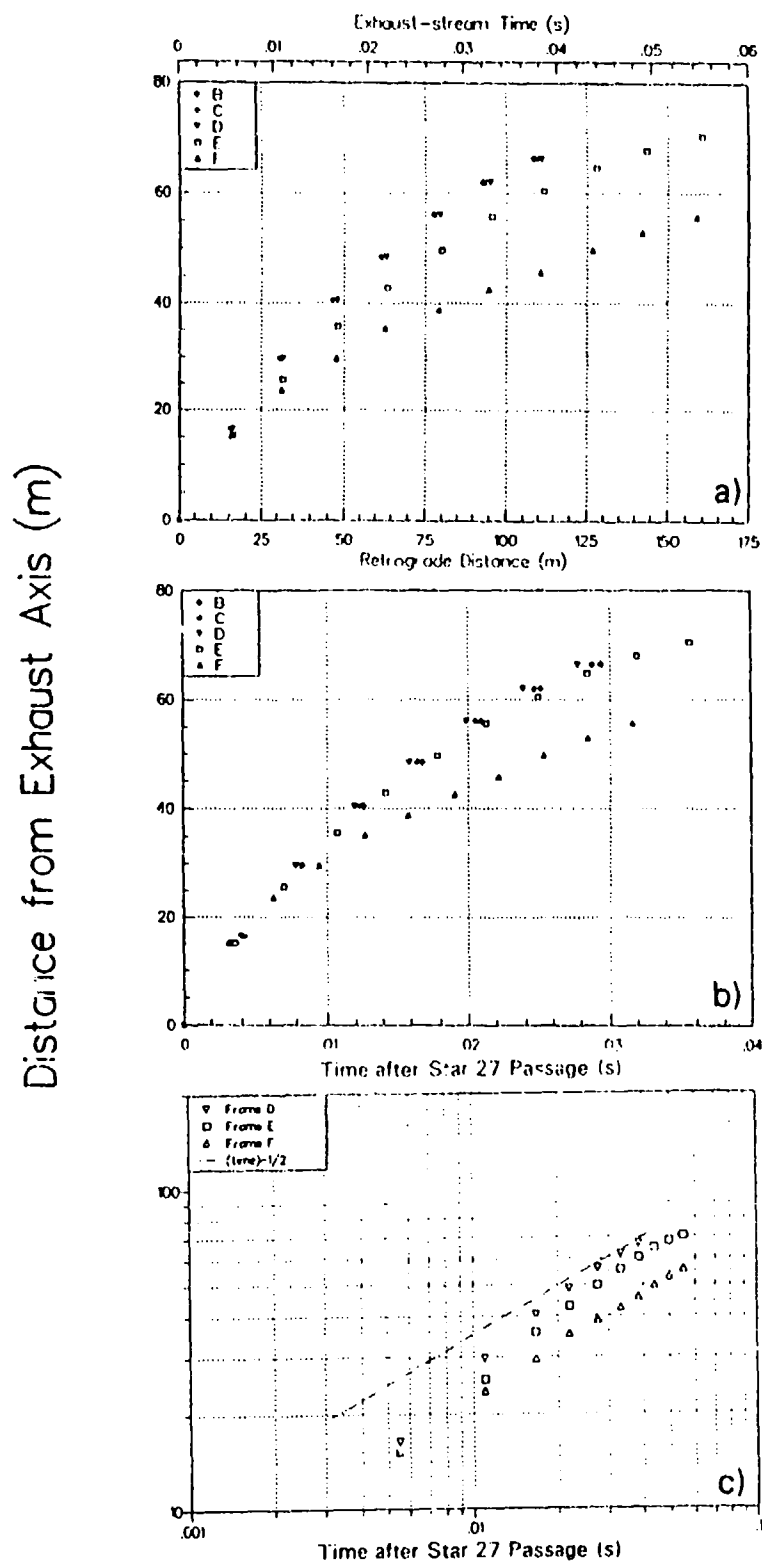 Exhaust-stream Time (s)
0 .01 .02 .03 .04 .05 .06
80
60
40
20
0
B
C
D
E
F
a)
0 25 50 75 100 125 150 175
Retrograde Distance (m)
Distance from Exhaust Axis (m)
80
60
40
20
0
B
C
D
E
F
b)
0 .01 .02 .03 .04
Time after Star 27 Passage (s)
Frame D
Frame E
Frame F
(time)-1/2
100
10
c)
.001 .01 .1
Time after Star 27 Passage (s)